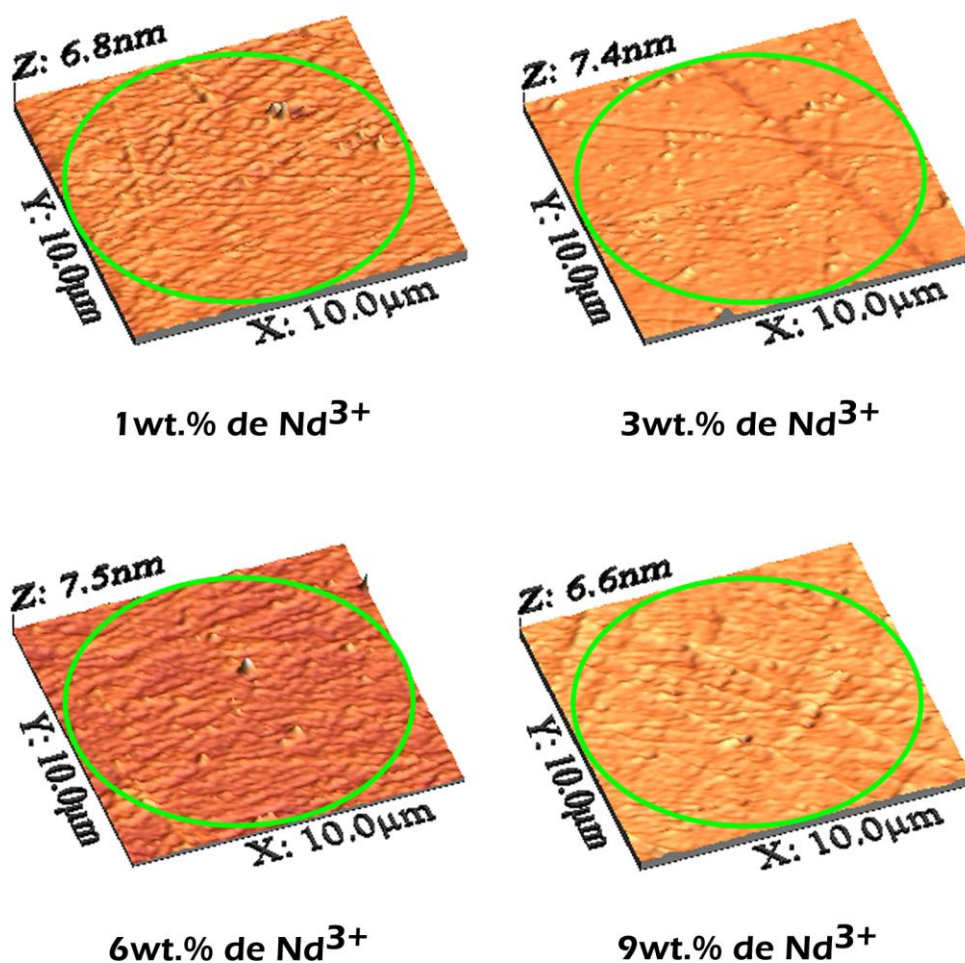 Z: 6.8nm
Y: 10.0µm
X: 10.0µm
1wt.% de Nd³⁺
Z: 7.4nm
Y: 10.0µm
X: 10.0µm
3wt.% de Nd³⁺
Z: 7.5nm
Y: 10.0µm
X: 10.0µm
6wt.% de Nd³⁺
Z: 6.6nm
Y: 10.0µm
X: 10.0µm
9wt.% de Nd³⁺